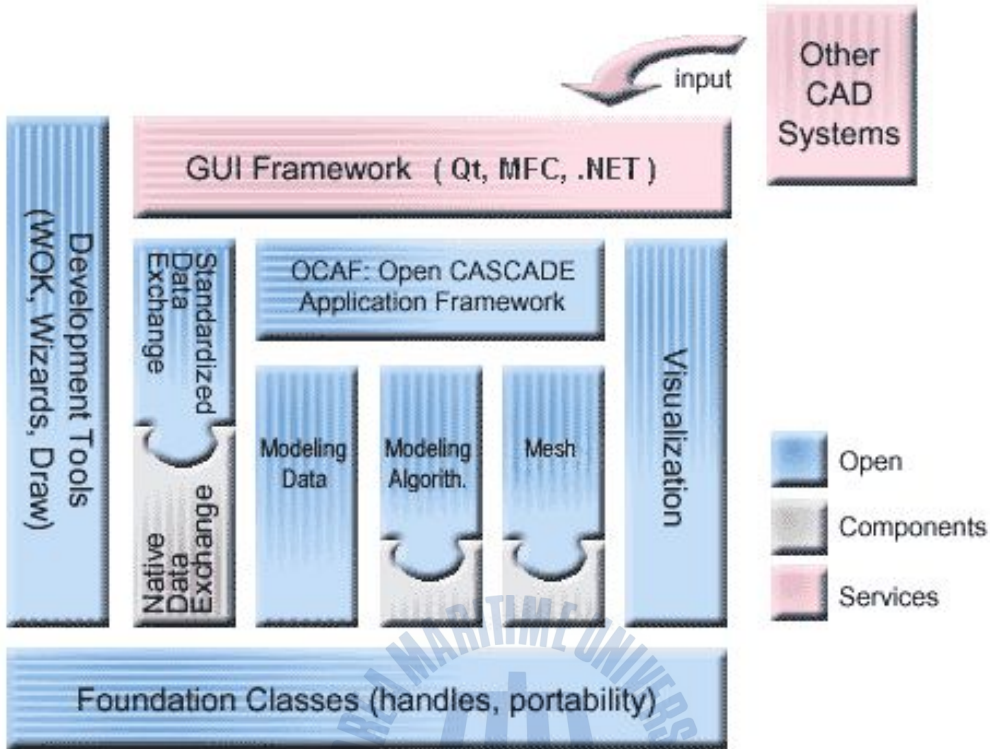 Other
CAD
Systems
input
GUI Framework ( Qt, MFC, .NET )
Development Tools
(WOK, Wizards, Draw)
Standardized
Data
Exchange
Native
Data
Exchange
OCAF: Open CASCADE
Application Framework
Modeling
Data
Modeling
Algorith.
Mesh
Visualization
Open
Components
Services
Foundation Classes (handles, portability)
MARITIME UNIVERS